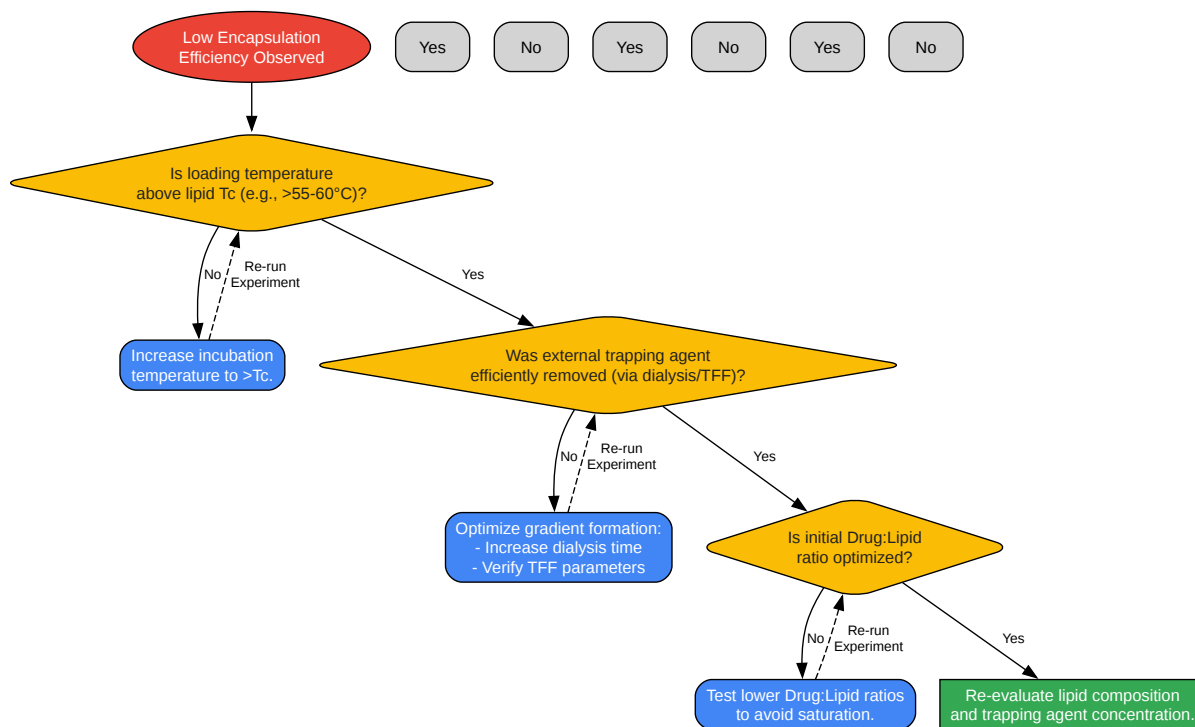 Low Encapsulation
Efficiency Observed
Yes
No
Yes
No
Yes
No
Is loading temperature
above lipid Tc (e.g., >55-60°C)?
No
Re-run
Experiment
Yes
Increase incubation
temperature to >Tc.
Was external trapping agent
efficiently removed (via dialysis/TFF)?
No
Re-run
Experiment
Yes
Optimize gradient formation:
- Increase dialysis time
- Verify TFF parameters
Is initial Drug:Lipid
ratio optimized?
No
Re-run
Experiment
Yes
Test lower Drug:Lipid ratios
to avoid saturation.
Re-evaluate lipid composition
and trapping agent concentration.